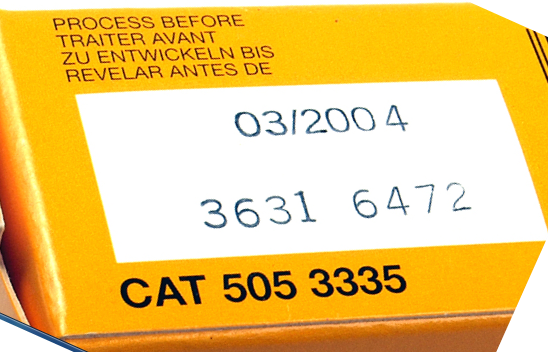 PROCESS BEFORE
TRAITER AVANT
ZU ENTWICKELN BIS
REVELAR ANTES DE
03/2004
3631 6472
CAT 505 3335